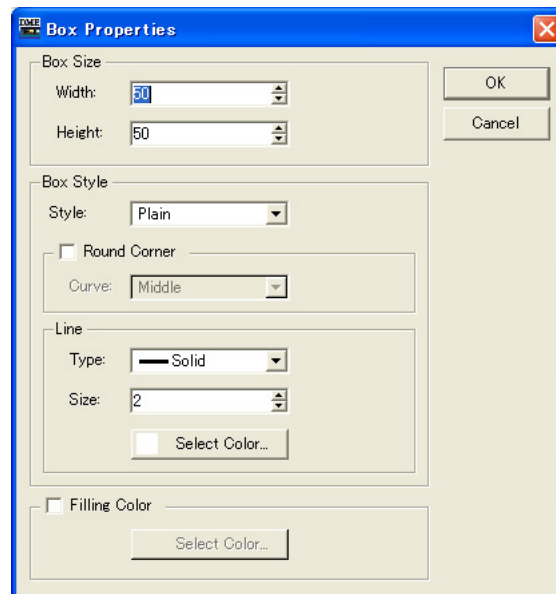 DME
Box Properties
Box Size
Width: 50
Height: 50
OK
Cancel
Box Style
Style: Plain
Round Corner
Curve: Middle
Line
Type: Solid
Size: 2
Select Color...
Filling Color
Select Color...